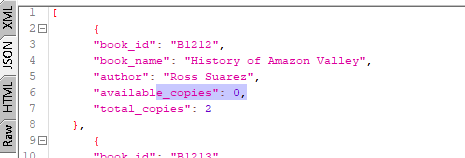 XML
JSON
HTML
Raw
1 [
2 {
3 "book_id": "B1212",
4 "book_name": "History of Amazon Valley",
5 "author": "Ross Suarez",
6 "available_copies": 0,
7 "total_copies": 2
8 },
9 {
10 "book_id": "B1213",